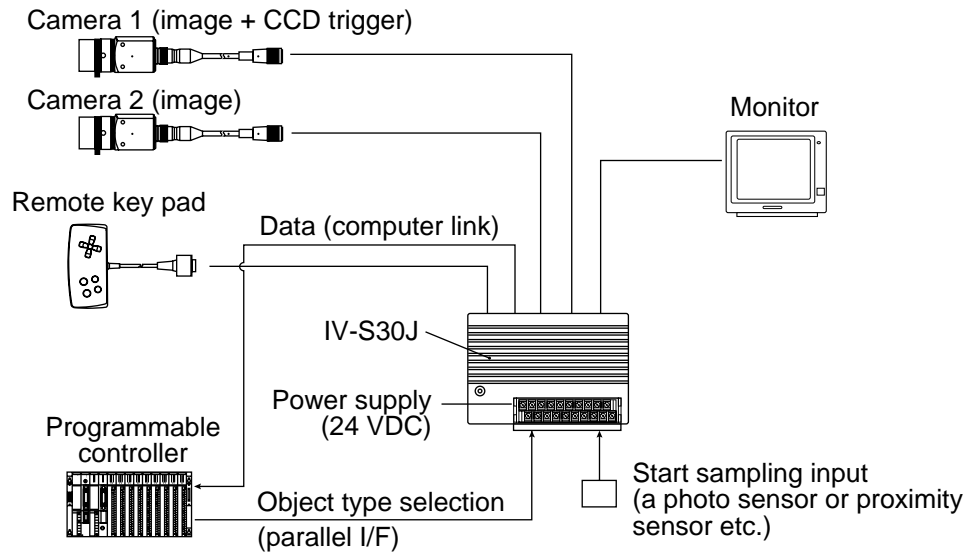 Camera 1 (image + CCD trigger)
Camera 2 (image)
Monitor
Remote key pad
Data (computer link)
IV-S30J
Power supply
(24 VDC)
Programmable
controller
Start sampling input
(a photo sensor or proximity
sensor etc.)
Object type selection
(parallel I/F)